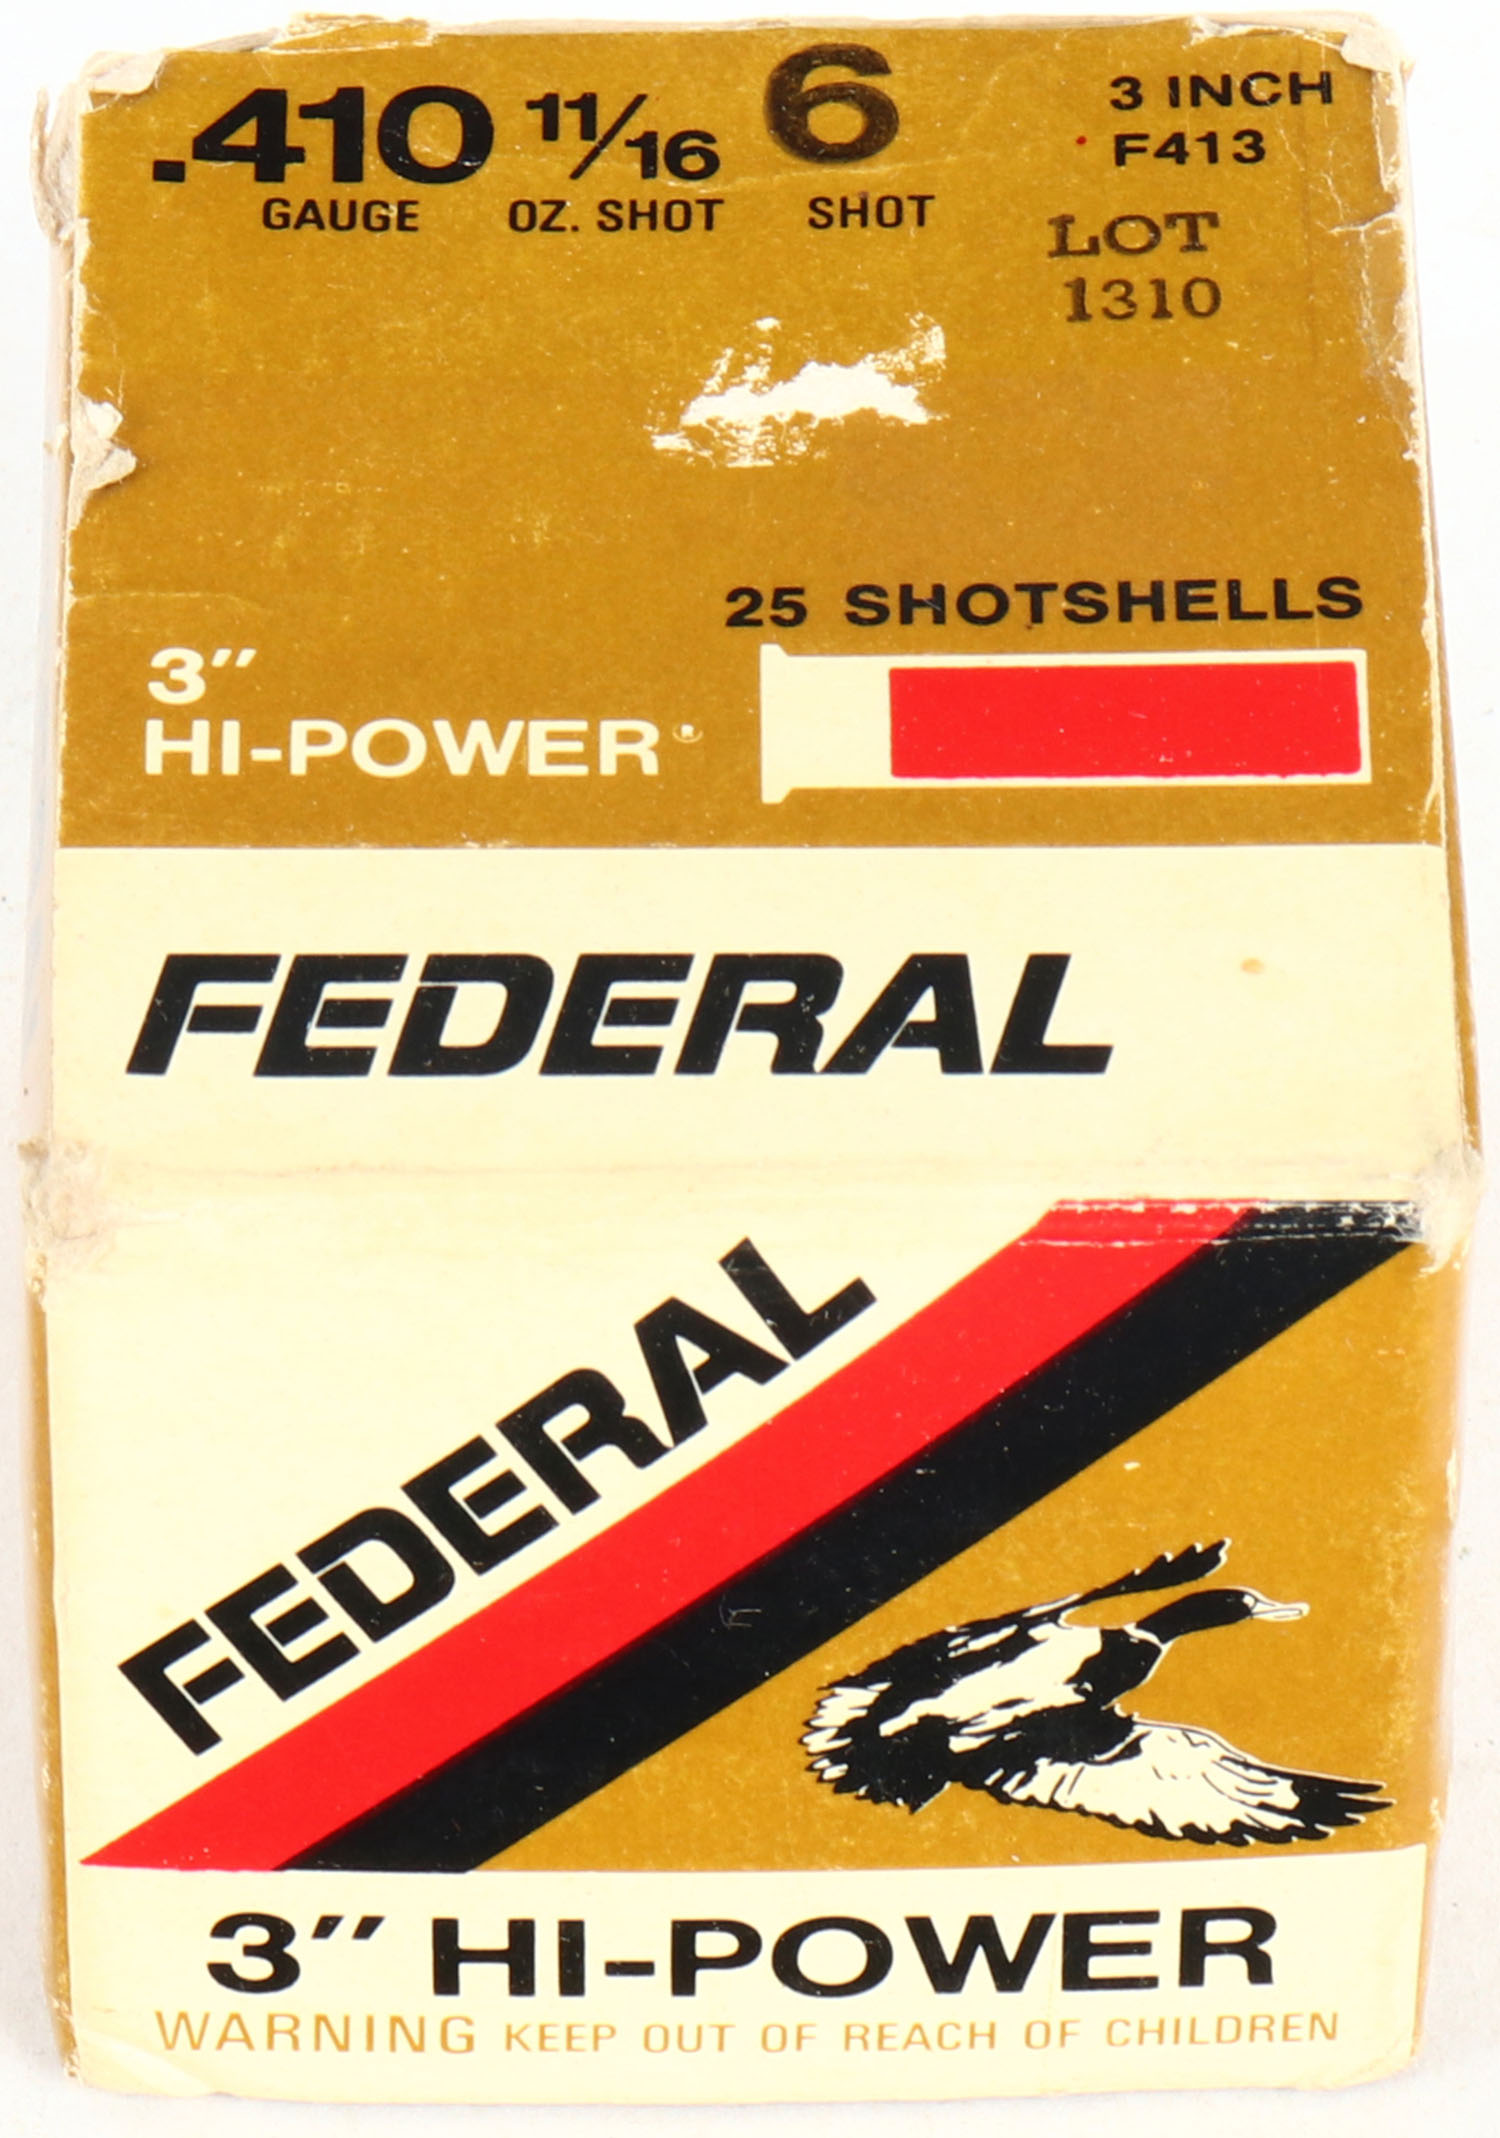 .410 11/16 6 3 INCH
F413
GAUGE OZ. SHOT SHOT
LOT
1310
25 SHOTSHELLS
3"
HI-POWER®
FEDERAL
FEDERAL
3" HI-POWER
WARNING KEEP OUT OF REACH OF CHILDREN